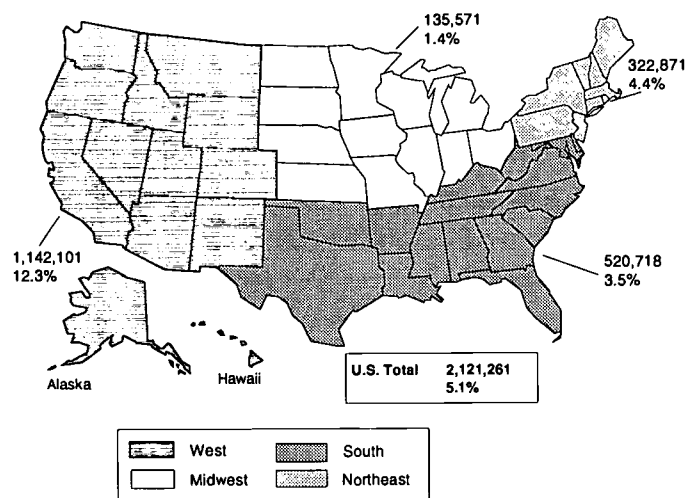 135,571
1.4%
322,871
4.4%
1,142,101
12.3%
520,718
3.5%
Alaska
Hawaii
U.S. Total 2,121,261
5.1%
West South
Midwest Northeast